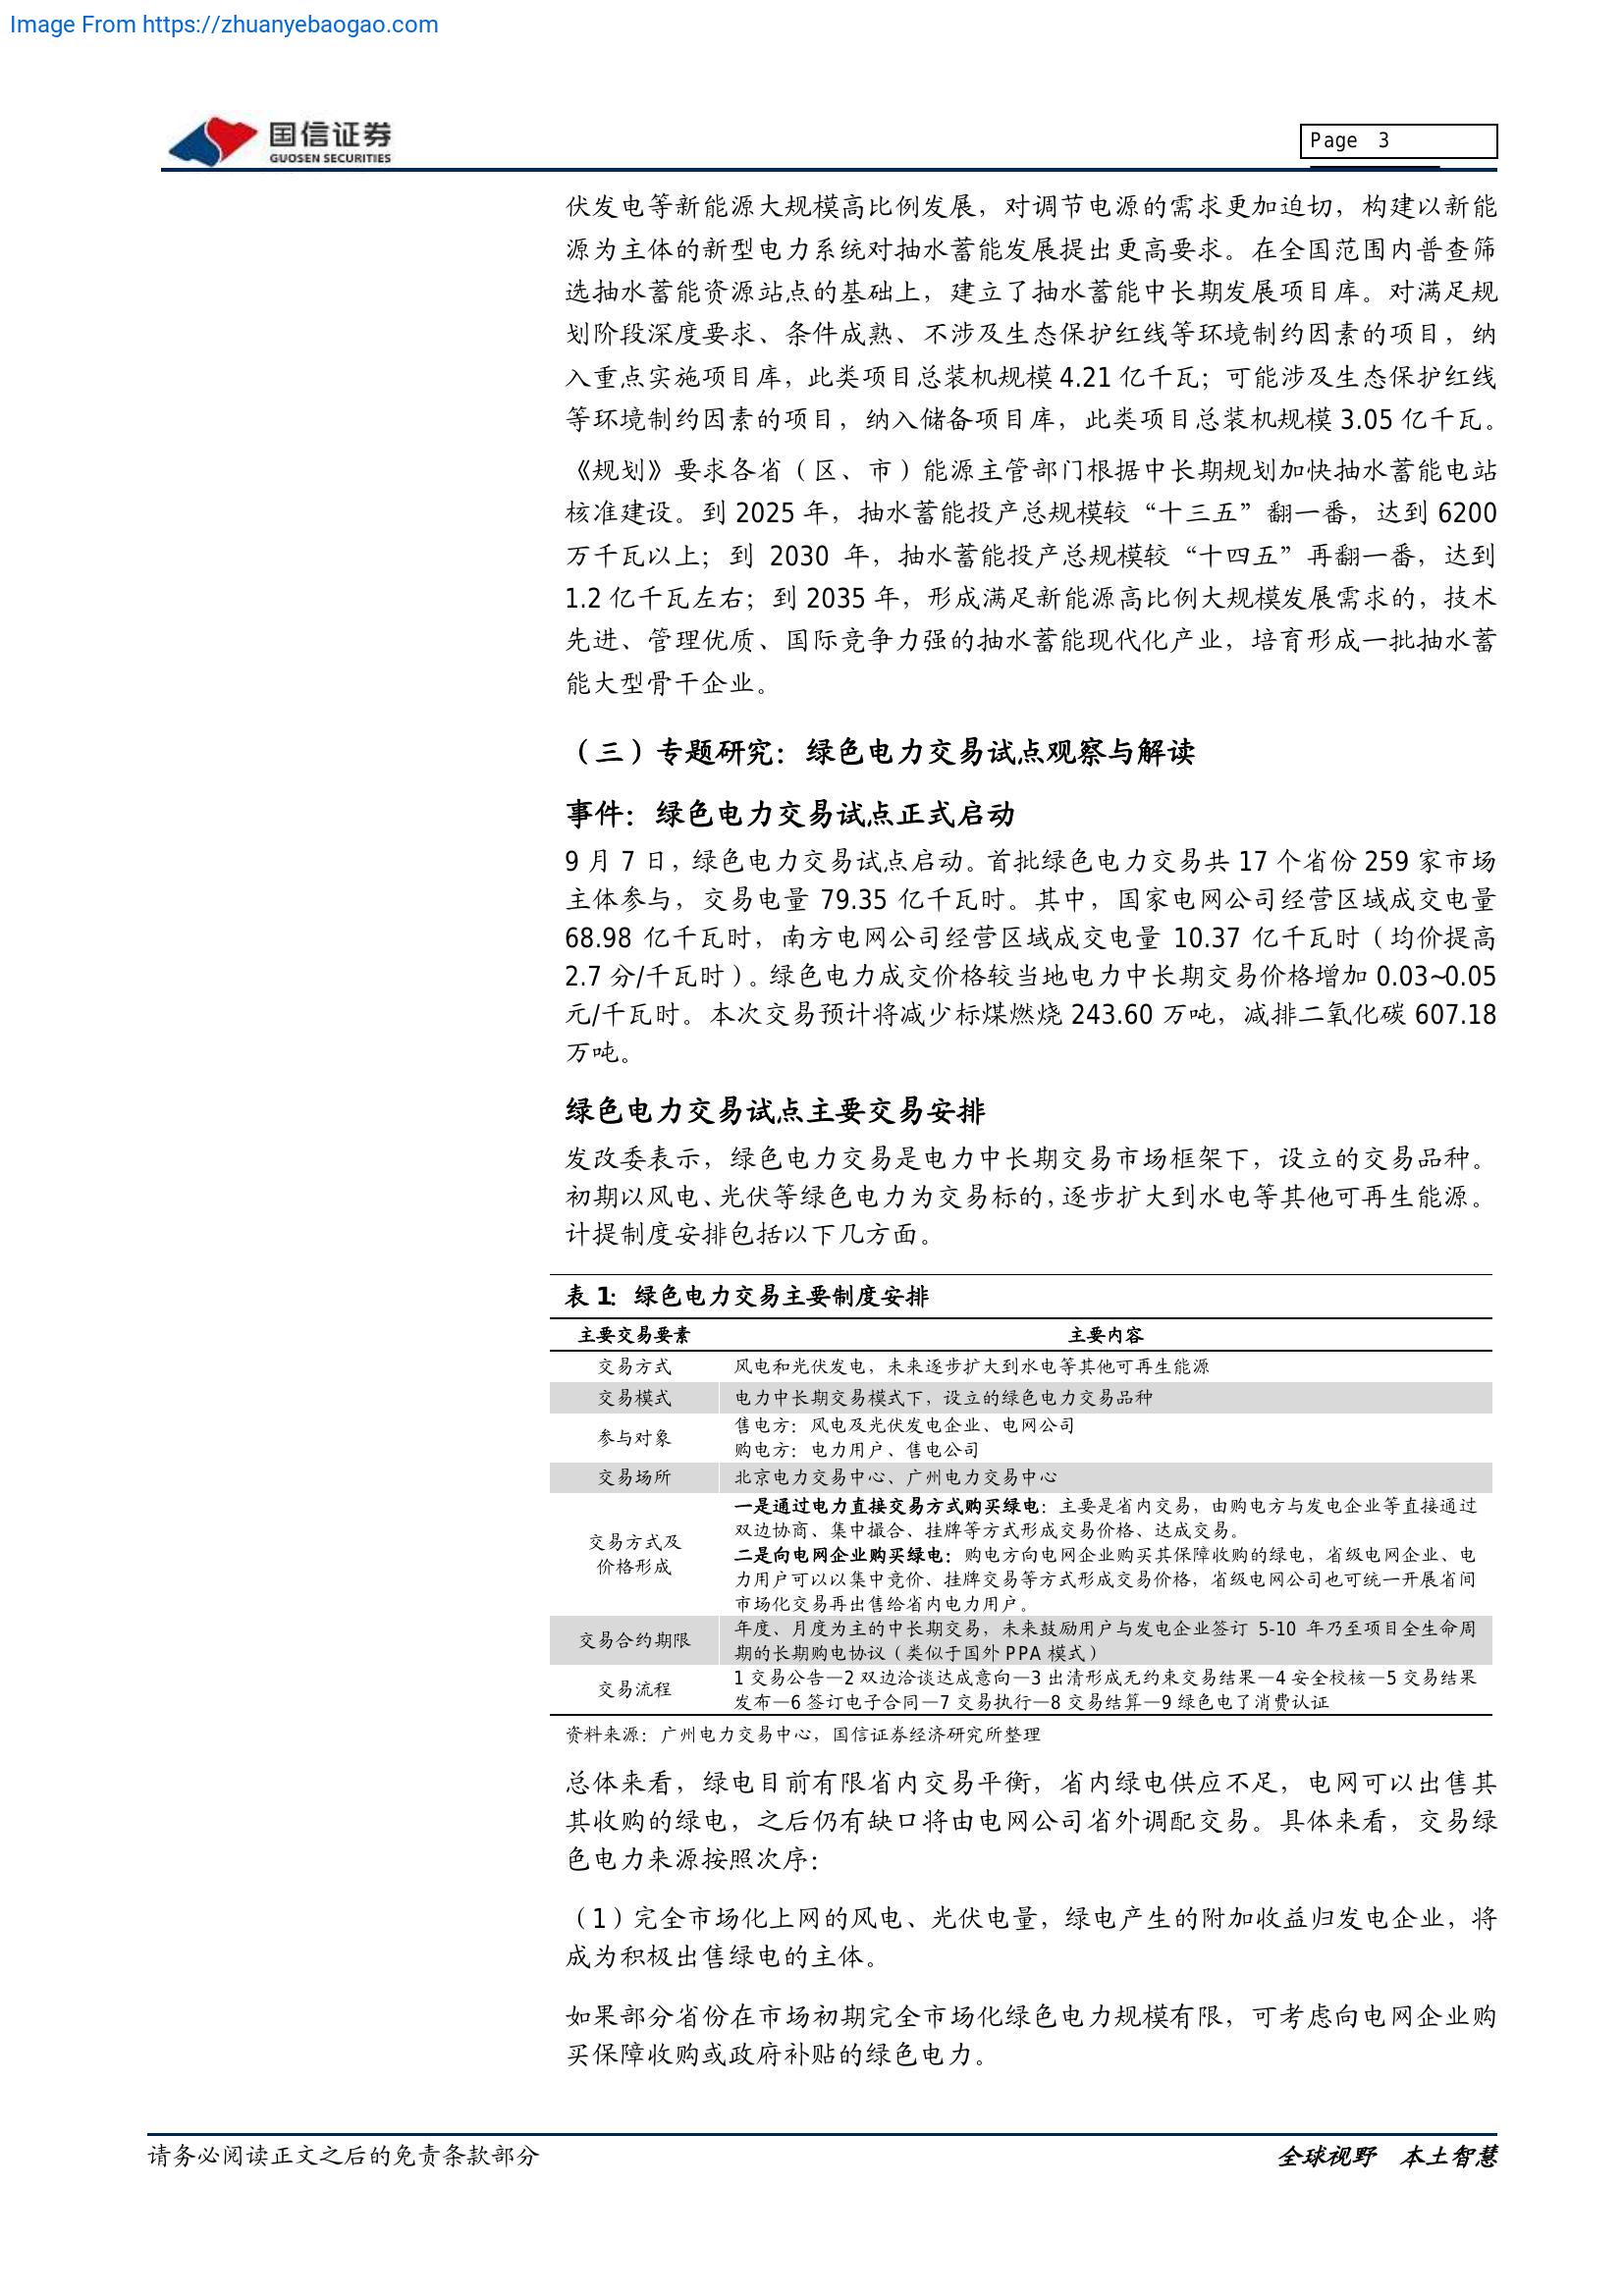 Image From https://zhuanyebaogao.com
国信证券
GUOSEN SECURITIES
Page 3
伏发电等新能源大规模高比例发展，对调节电源的需求更加迫切，构建以新能
源为主体的新型电力系统对抽水蓄能发展提出更高要求。在全国范围内普查筛
选抽水蓄能资源站点的基础上，建立了抽水蓄能中长期发展项目库。对满足规
划阶段深度要求、条件成熟、不涉及生态保护红线等环境制约因素的项目，纳
入重点实施项目库，此类项目总装机规模 4.21 亿千瓦；可能涉及生态保护红线
等环境制约因素的项目，纳入储备项目库，此类项目总装机规模 3.05 亿千瓦。
《规划》要求各省（区、市）能源主管部门根据中长期规划加快抽水蓄能电站
核准建设。到 2025 年，抽水蓄能投产总规模较“十三五”翻一番，达到 6200
万千瓦以上；到 2030 年，抽水蓄能投产总规模较“十四五”再翻一番，达到
1.2 亿千瓦左右；到 2035 年，形成满足新能源高比例大规模发展需求的，技术
先进、管理优质、国际竞争力强的抽水蓄能现代化产业，培育形成一批抽水蓄
能大型骨干企业。
（三）专题研究：绿色电力交易试点观察与解读
事件：绿色电力交易试点正式启动
9 月 7 日，绿色电力交易试点启动。首批绿色电力交易共 17 个省份 259 家市场
主体参与，交易电量 79.35 亿千瓦时。其中，国家电网公司经营区域成交电量
68.98 亿千瓦时，南方电网公司经营区域成交电量 10.37 亿千瓦时（均价提高
2.7 分/千瓦时）。绿色电力成交价格较当地电力中长期交易价格增加 0.03~0.05
元/千瓦时。本次交易预计将减少标煤燃烧 243.60 万吨，减排二氧化碳 607.18
万吨。
绿色电力交易试点主要交易安排
发改委表示，绿色电力交易是电力中长期交易市场框架下，设立的交易品种。
初期以风电、光伏等绿色电力为交易标的，逐步扩大到水电等其他可再生能源。
计提制度安排包括以下几方面。
表 1：绿色电力交易主要制度安排
主要交易要素 主要内容
交易方式 风电和光伏发电，未来逐步扩大到水电等其他可再生能源
交易模式 电力中长期交易模式下，设立的绿色电力交易品种
参与对象
售电方：风电及光伏发电企业、电网公司
购电方：电力用户、售电公司
交易场所 北京电力交易中心、广州电力交易中心
交易方式及
价格形成
一是通过电力直接交易方式购买绿电：主要是省内交易，由购电方与发电企业等直接通过
双边协商、集中撮合、挂牌等方式形成交易价格、达成交易。
二是向电网企业购买绿电：购电方向电网企业购买其保障收购的绿电，省级电网企业、电
力用户可以以集中竞价、挂牌交易等方式形成交易价格，省级电网公司也可统一开展省间
市场化交易再出售给省内电力用户。
交易合约期限
年度、月度为主的中长期交易，未来鼓励用户与发电企业签订 5-10 年乃至项目全生命周
期的长期购电协议（类似于国外 PPA 模式）
交易流程
1 交易公告—2 双边洽谈达成意向—3 出清形成无约束交易结果—4 安全校核—5 交易结果
发布—6 签订电子合同—7 交易执行—8 交易结算—9 绿色电了消费认证
资料来源：广州电力交易中心，国信证券经济研究所整理
总体来看，绿电目前有限省内交易平衡，省内绿电供应不足，电网可以出售其
其收购的绿电，之后仍有缺口将由电网公司省外调配交易。具体来看，交易绿
色电力来源按照次序：
（1）完全市场化上网的风电、光伏电量，绿电产生的附加收益归发电企业，将
成为积极出售绿电的主体。
如果部分省份在市场初期完全市场化绿色电力规模有限，可考虑向电网企业购
买保障收购或政府补贴的绿色电力。
请务必阅读正文之后的免责条款部分
全球视野 本土智慧